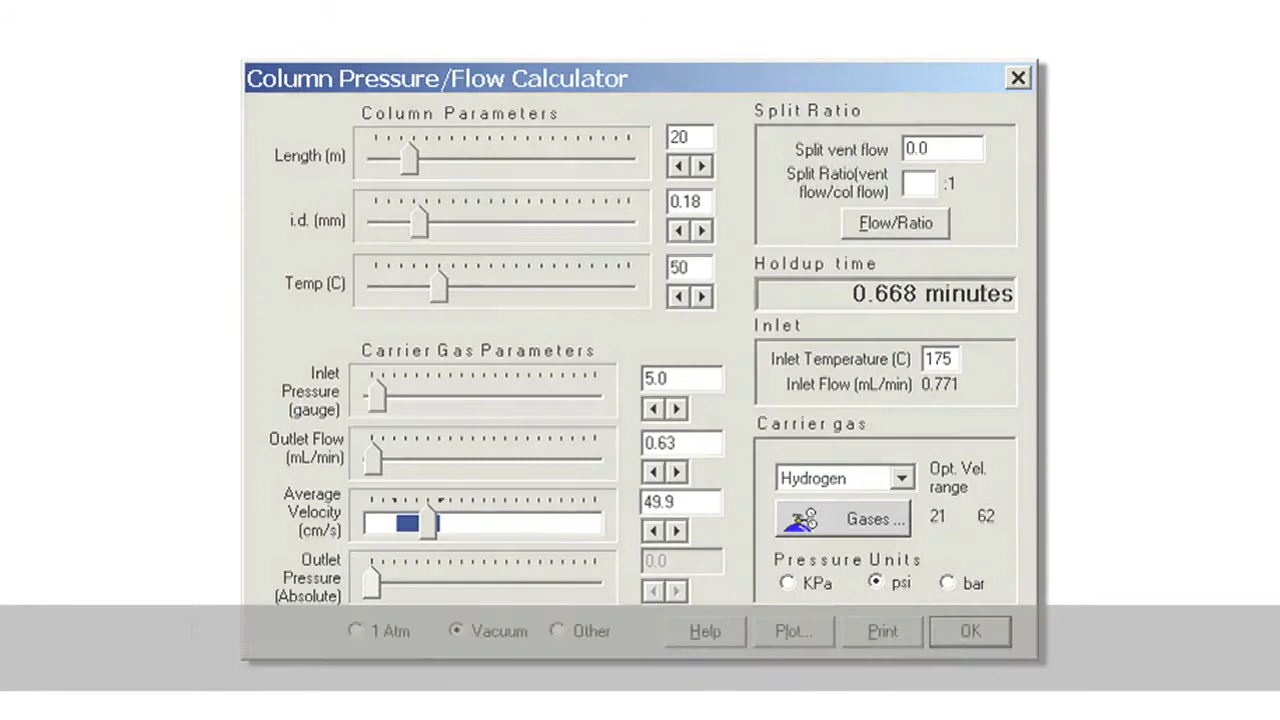 Column Pressure/Flow Calculator
Column Parameters
Length (m)
20
i.d. (mm)
0.18
Temp (C)
50
Carrier Gas Parameters
Inlet
Pressure
(gauge)
5.0
Outlet Flow
(mL/min)
0.63
Average
Velocity
(cm/s)
49.9
Outlet
Pressure
(Absolute)
0.0
1 Atm
Vacuum
Other
Split Ratio
Split vent flow
0.0
Split Ratio(vent
flow/col flow)
:1
Flow/Ratio
Holdup time
0.668 minutes
Inlet
Inlet Temperature (C)
175
Inlet Flow (mL/min)
0.771
Carrier gas
Hydrogen
Opt. Vel.
range
Gases ...
21
62
Pressure Units
KPa
psi
bar
Help
Plot...
Print
OK